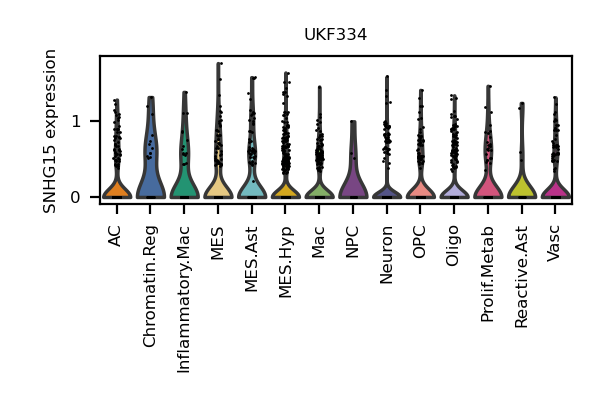 UKF334
SNHG15 expression
1
0
AC
Chromatin.Reg
Inflammatory.Mac
MES
MES.Ast
MES.Hyp
Mac
NPC
Neuron
OPC
Oligo
Prolif.Metab
Reactive.Ast
Vasc